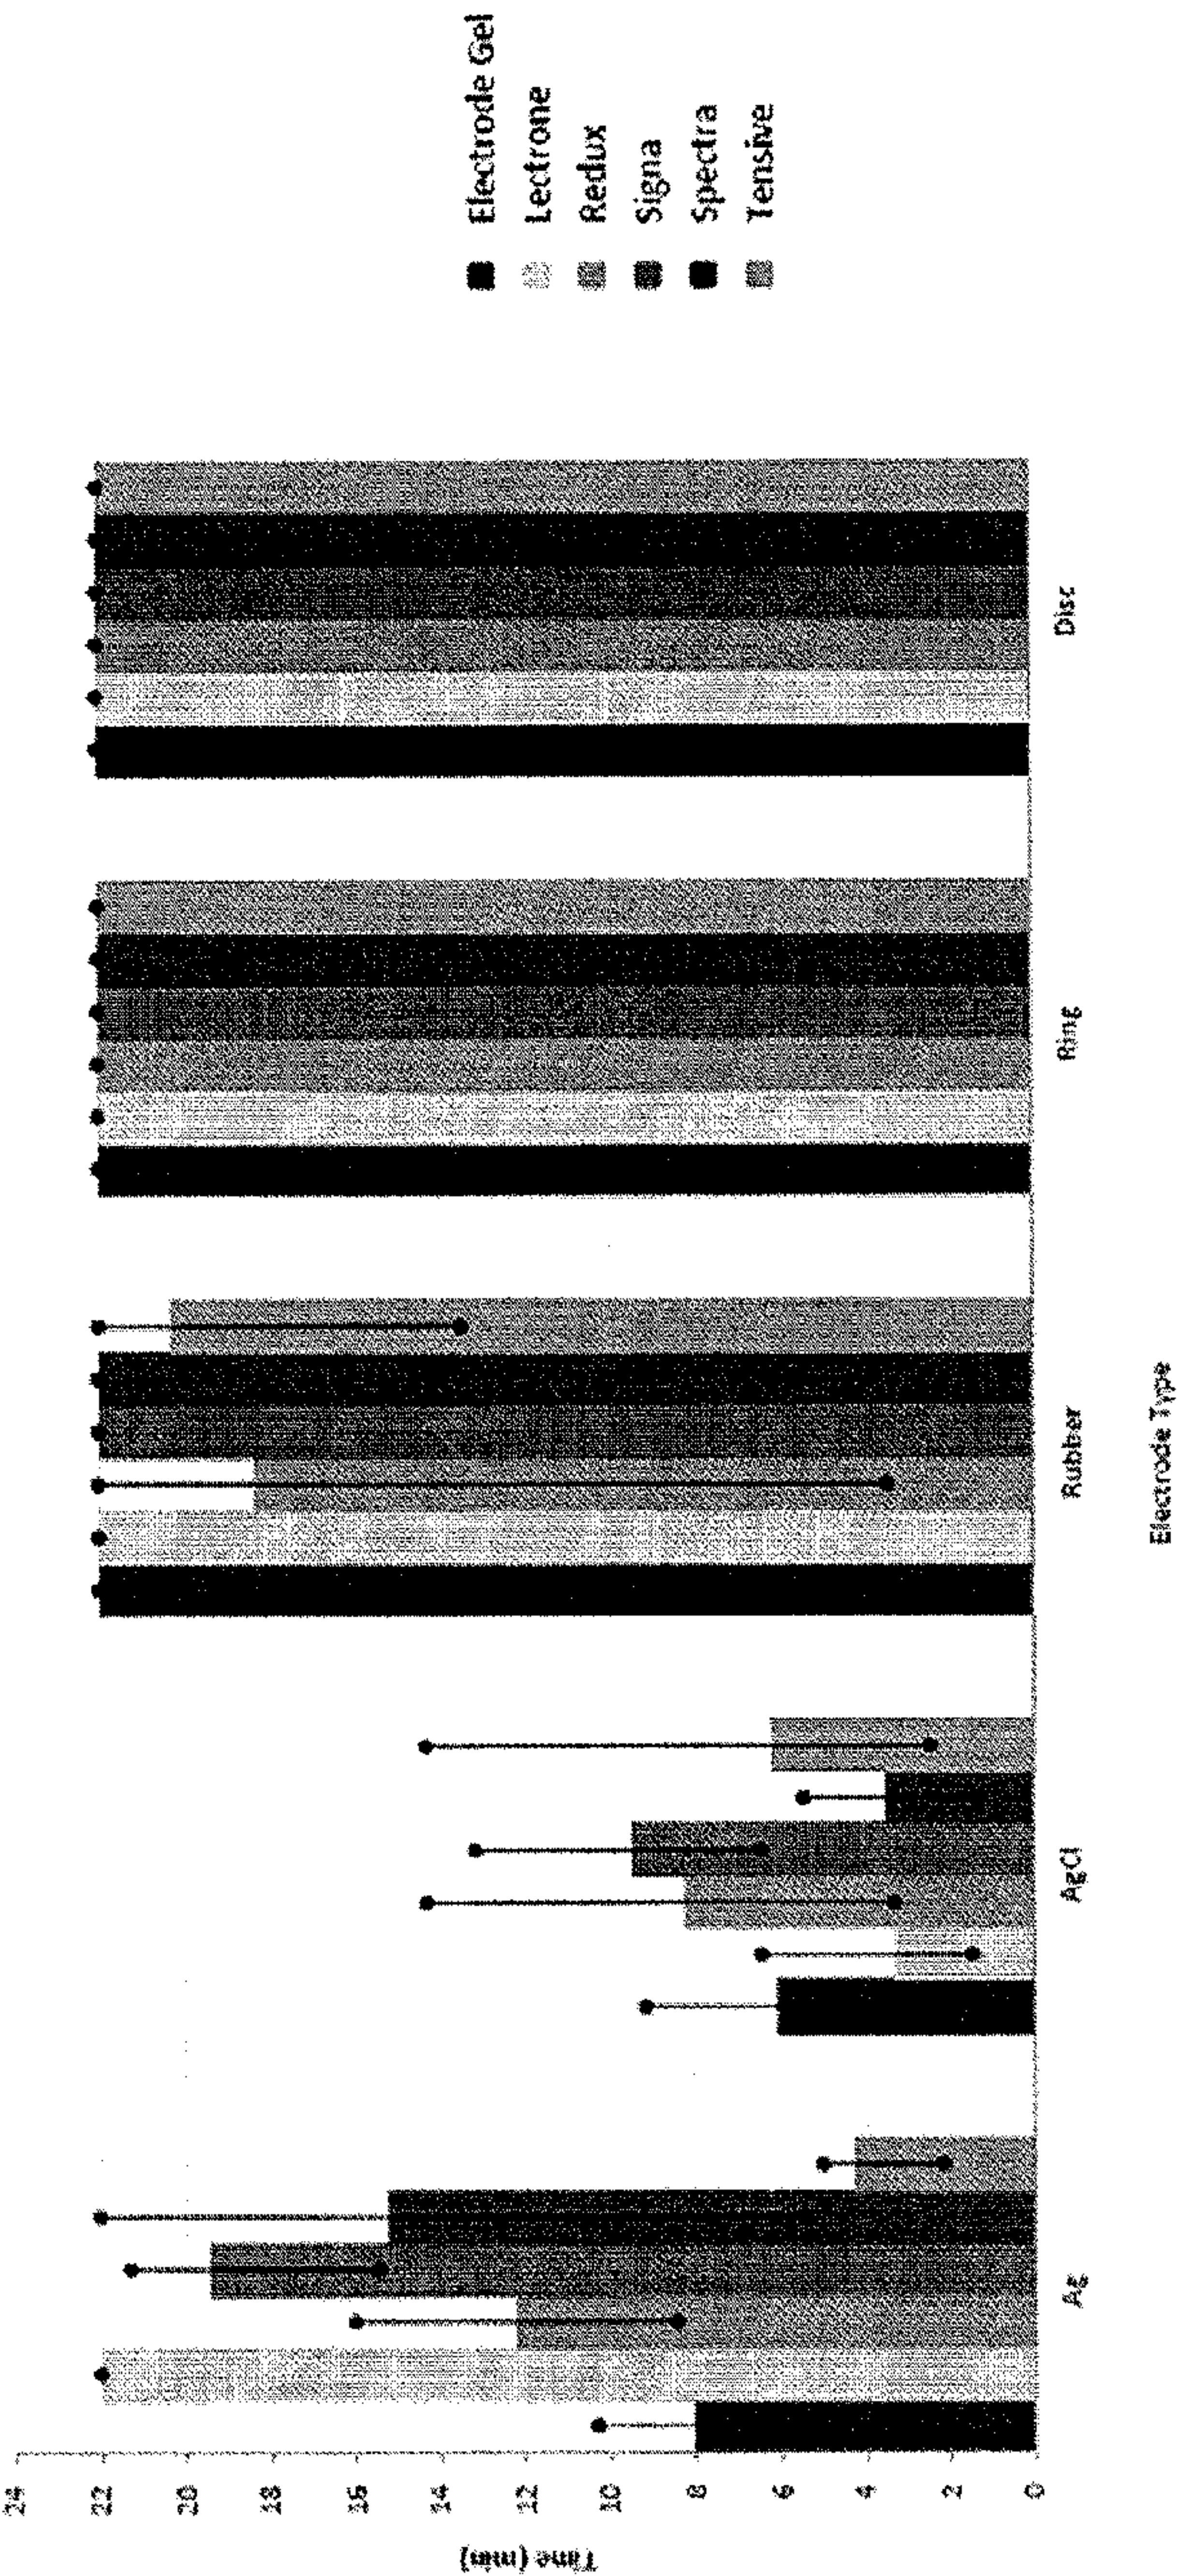 Time (min)
24
22
20
18
16
14
12
10
8
6
4
2
0
Ag
AgCl
Rubber
Ring
Disc
Electrode Type
Electrode Gel
Lectrone
Redux
Signa
Spectra
Tensive